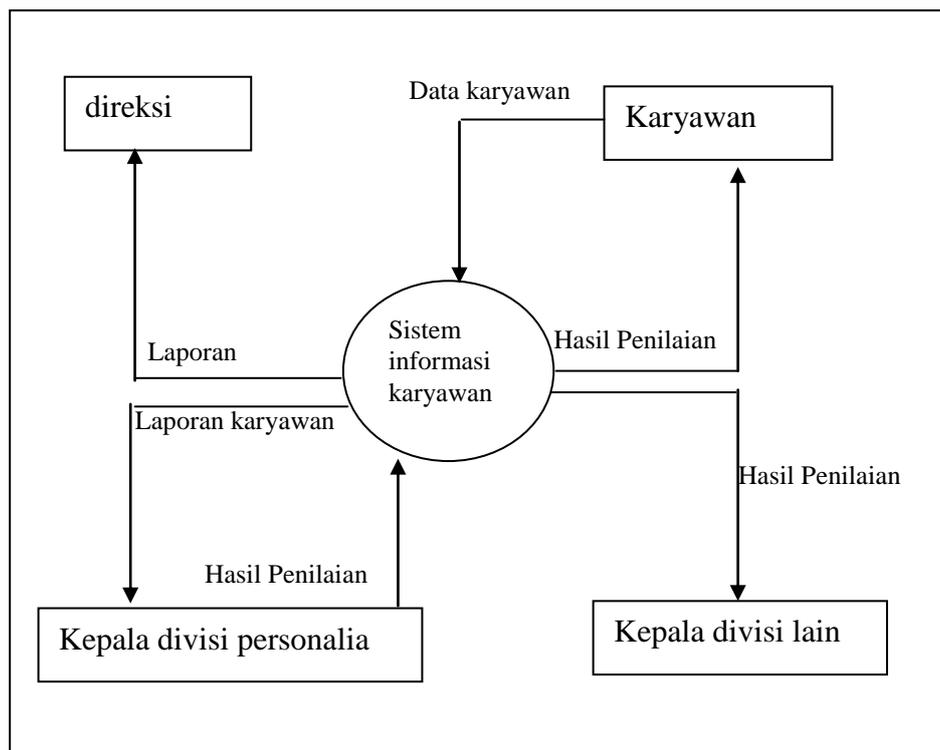 direksi
Data karyawan
Karyawan
Sistem
informasi
karyawan
Laporan
Hasil Penilaian
Laporan karyawan
Hasil Penilaian
Hasil Penilaian
Kepala divisi personalia
Kepala divisi lain